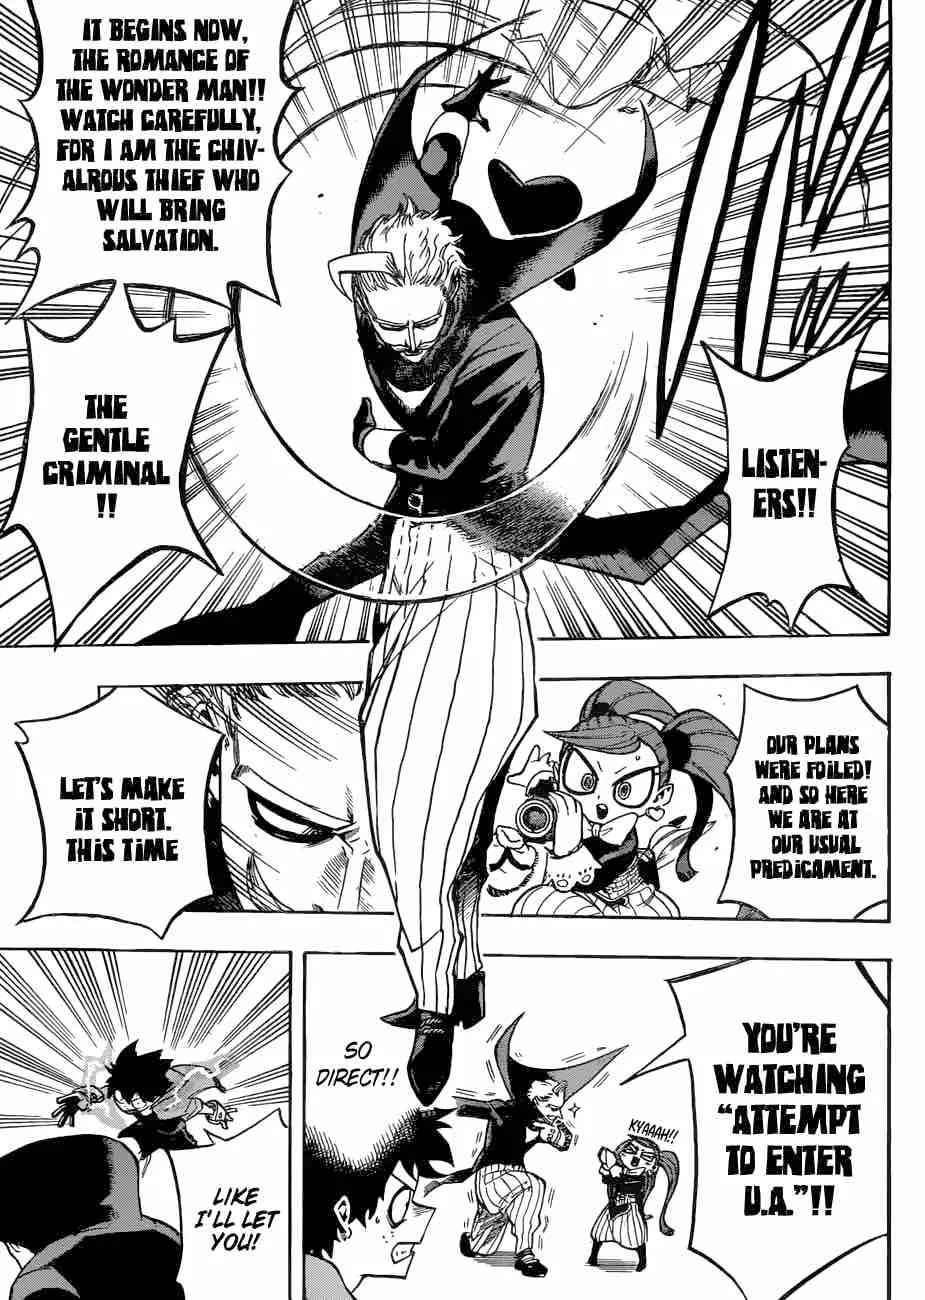 LISTEN-
ERS!!
IT BEGINS NOW,
THE ROMANCE OF
THE WONDER MAN!!
WATCH CAREFULLY,
FOR I AM THE CHIV-
ALROUS THIEF WHO
WILL BRING
SALVATION.
THE
GENTLE
CRIMINAL
!!
OUR PLANS
WERE FOILED!
AND SO HERE
WE ARE AT
OUR USUAL
PREDICAMENT.
LET'S MAKE
IT SHORT.
THIS TIME
YOU'RE
WATCHING
"ATTEMPT
TO ENTER
U.A."!!
KYAAAH!!
SO
DIRECT!!
LIKE
I'LL LET
YOU!